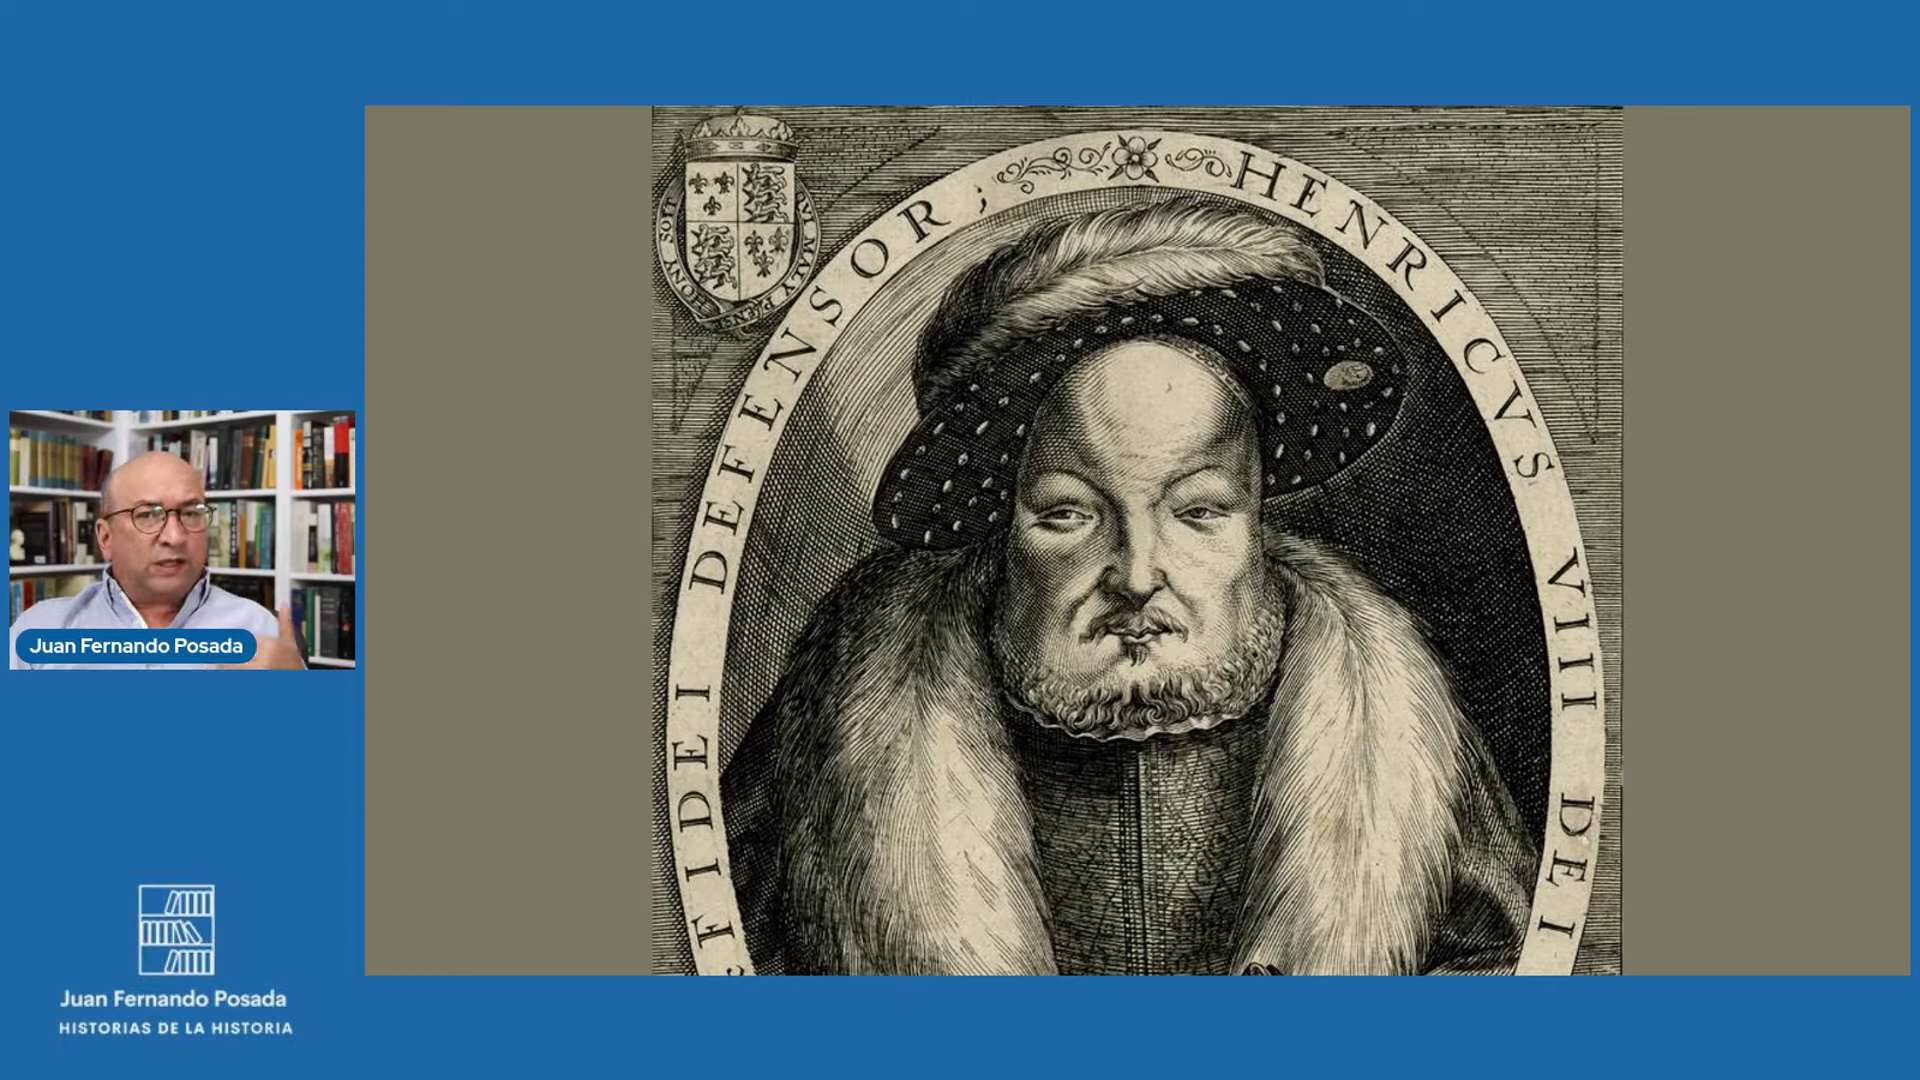 HONY SOIT QVI MAL Y PENSE
FIDEI DEFENSOR ; HENRICVS VIII DEI
Juan Fernando Posada
Juan Fernando Posada
HISTORIAS DE LA HISTORIA